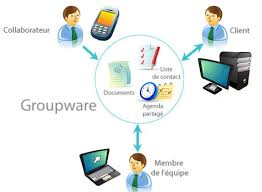 Collaborateur
Client
Liste
de contact
Documents
Agenda
partagé
Groupware
Membre
de l'équipe